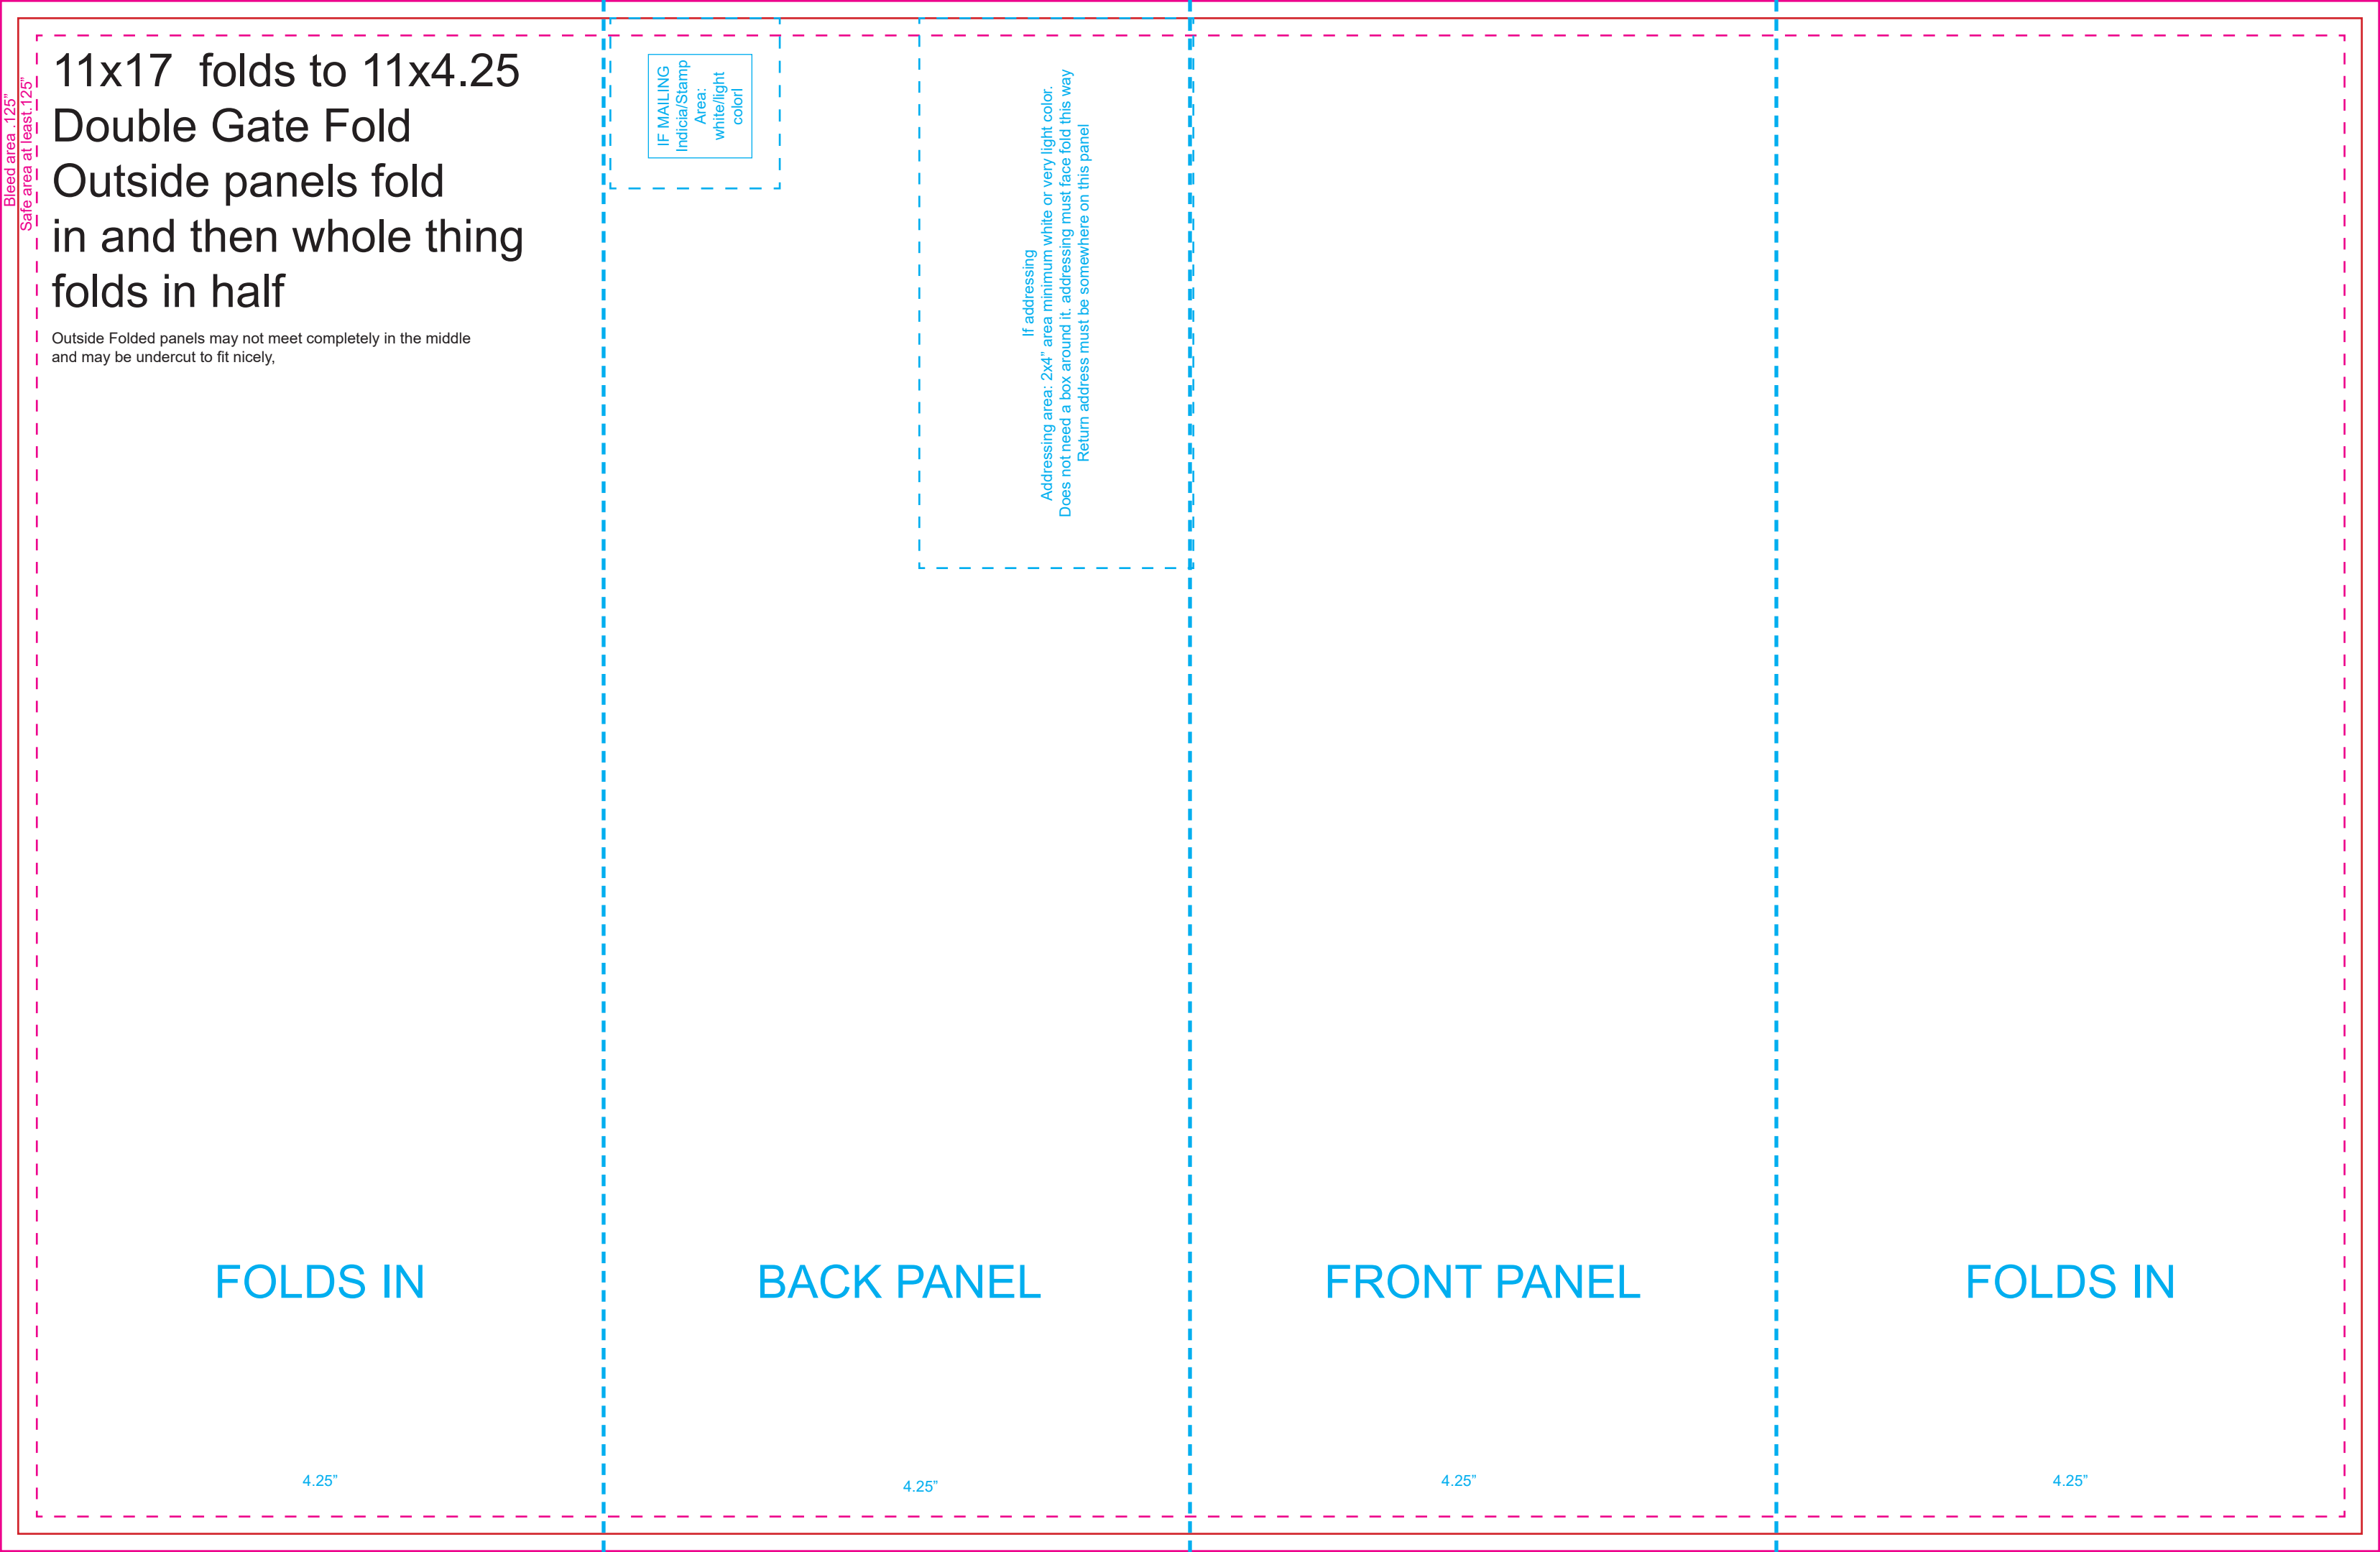 11x17  folds to 11x4.25
Double Gate Fold
Outside panels fold
in and then whole thing
folds in half
Outside Folded panels may not meet completely in the middle
and may be undercut to fit nicely,
Bleed area .125”
Safe area at least.125”
IF MAILING
Indicia/Stamp
Area:
white/light
colorl
If addressing
Addressing area: 2x4” area minimum white or very light color.
Does not need a box around it. addressing must face fold this way
Return address must be somewhere on this panel
FOLDS IN
BACK PANEL
FRONT PANEL
FOLDS IN
4.25”
4.25”
4.25”
4.25”